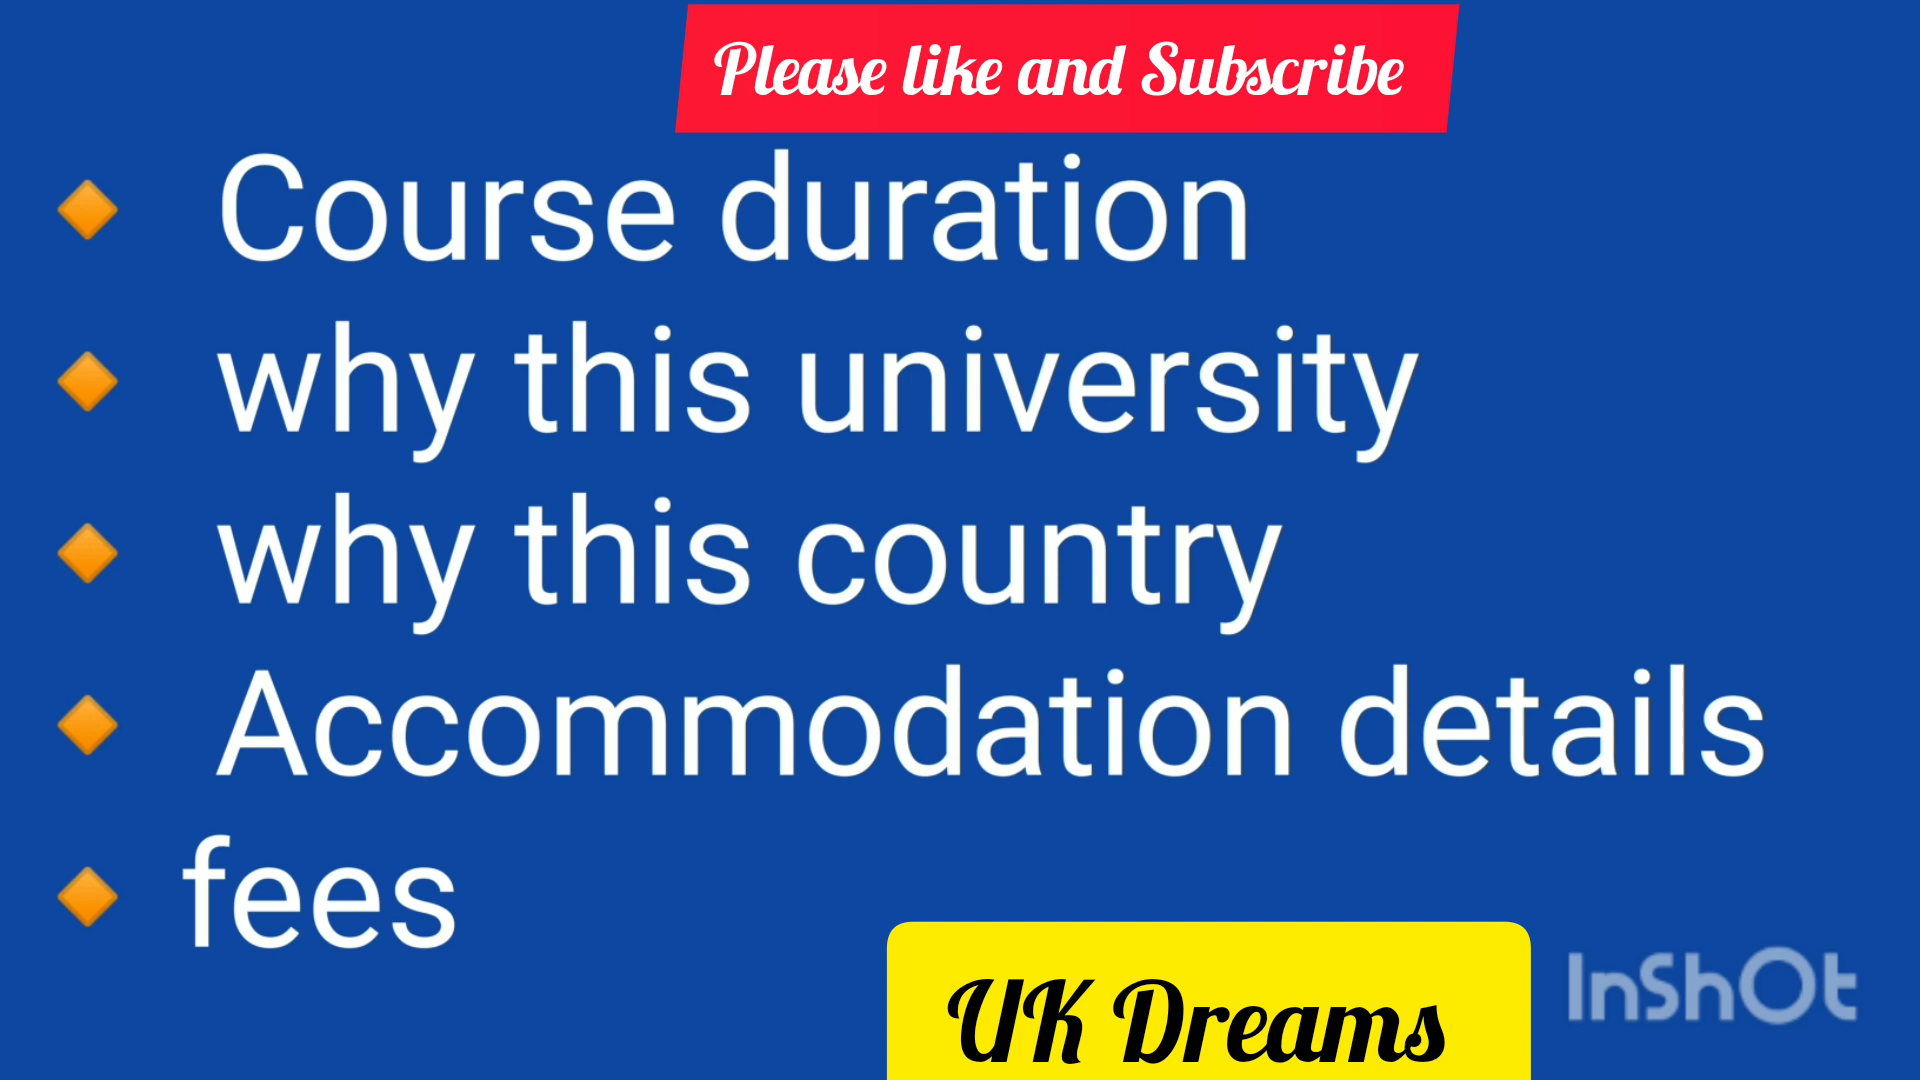 Please like and Subscribe
Course duration
why this university
why this country
Accommodation details
fees
UK Dreams
InShOt